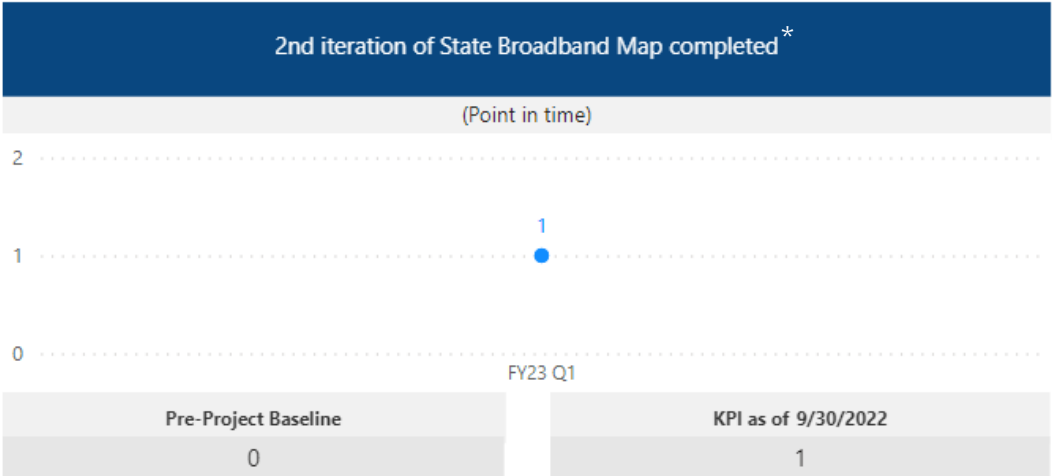 2nd iteration of State Broadband Map completed*
(Point in time)
2
1
1
0
FY23 Q1
Pre-Project Baseline
KPI as of 9/30/2022
0
1